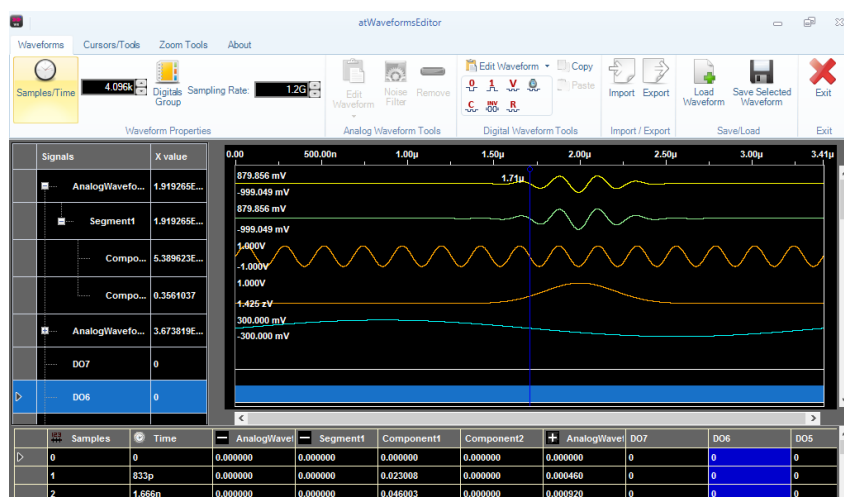 atWaveformsEditor
Waveforms Cursors/Tools Zoom Tools About
Samples/Time 4.096k Digitals Group Sampling Rate: 1.2G Edit Waveform Noise Filter Remove Edit Waveform Copy Paste Import Export Load Waveform Save Selected Waveform Exit
0 1 V
C INV R
Waveform Properties Analog Waveform Tools Digital Waveform Tools Import / Export Save/Load Exit
Signals X value 0.00 500.00n 1.00µ 1.50µ 2.00µ 2.50µ 3.00µ 3.41µ
879.856 mV
1.71µ
AnalogWavefo... 1.919265E...
-999.049 mV
879.856 mV
Segment1 1.919265E...
-999.049 mV
1.000V
Compo... 5.389623E...
-1.000V
1.000V
Compo... 0.3561037
1.425 zV
300.000 mV
AnalogWavefo... 3.673819E...
-300.000 mV
DO7 0
DO6 0
Samples Time AnalogWavef Segment1 Component1 Component2 AnalogWavef DO7 DO6 DO5
0 0 0.000000 0.000000 0.000000 0.000000 0.000000 0 0 0
1 833p 0.000000 0.000000 0.023008 0.000000 0.000460 0 0 0
2 1.666n 0.000000 0.000000 0.046003 0.000000 0.000920 0 0 0